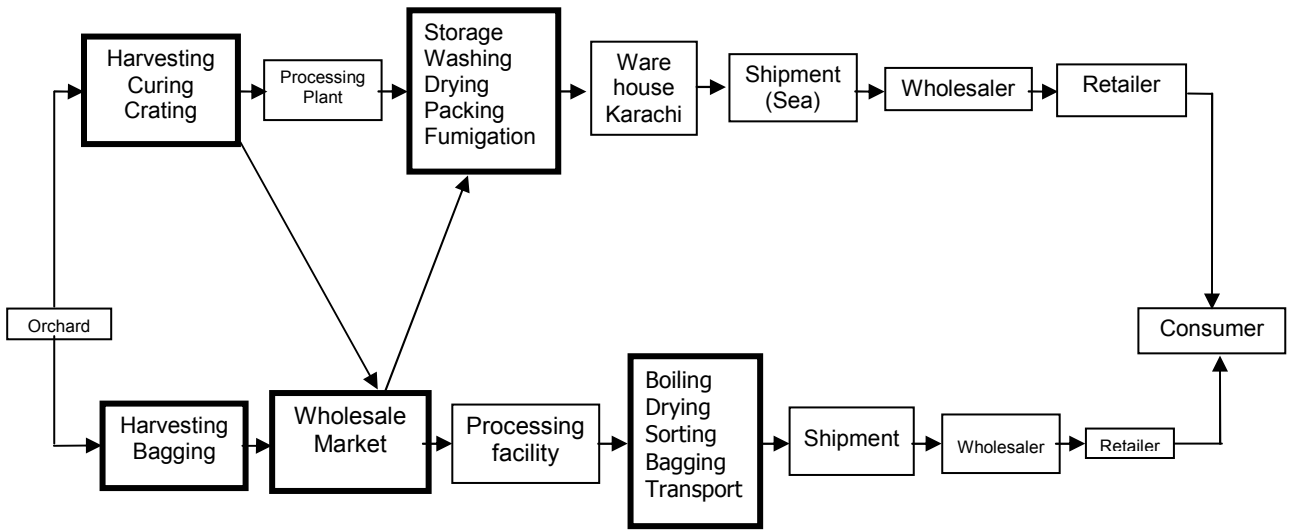 Harvesting
Curing
Crating
Processing
Plant
Storage
Washing
Drying
Packing
Fumigation
Ware
house
Karachi
Shipment
(Sea)
Wholesaler
Retailer
Orchard
Consumer
Harvesting
Bagging
Wholesale
Market
Processing
facility
Boiling
Drying
Sorting
Bagging
Transport
Shipment
Wholesaler
Retailer